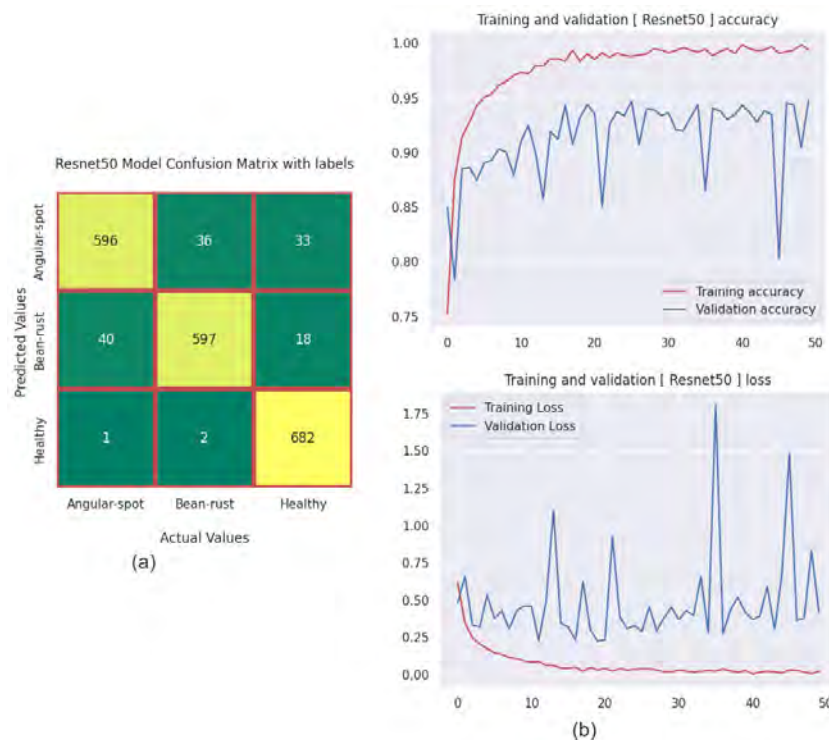 Resnet50 Model Confusion Matrix with labels
Predicted Values
Angular-spot
Bean-rust
Healthy
596 36 33
40 597 18
1 2 682
Angular-spot Bean-rust Healthy
Actual Values
(a)
Training and validation [ Resnet50 ] accuracy
1.00
0.95
0.90
0.85
0.80
0.75
Training accuracy
Validation accuracy
0 10 20 30 40 50
Training and validation [ Resnet50 ] loss
1.75
1.50
1.25
1.00
0.75
0.50
0.25
0.00
Training Loss
Validation Loss
0 10 20 30 40 50
(b)